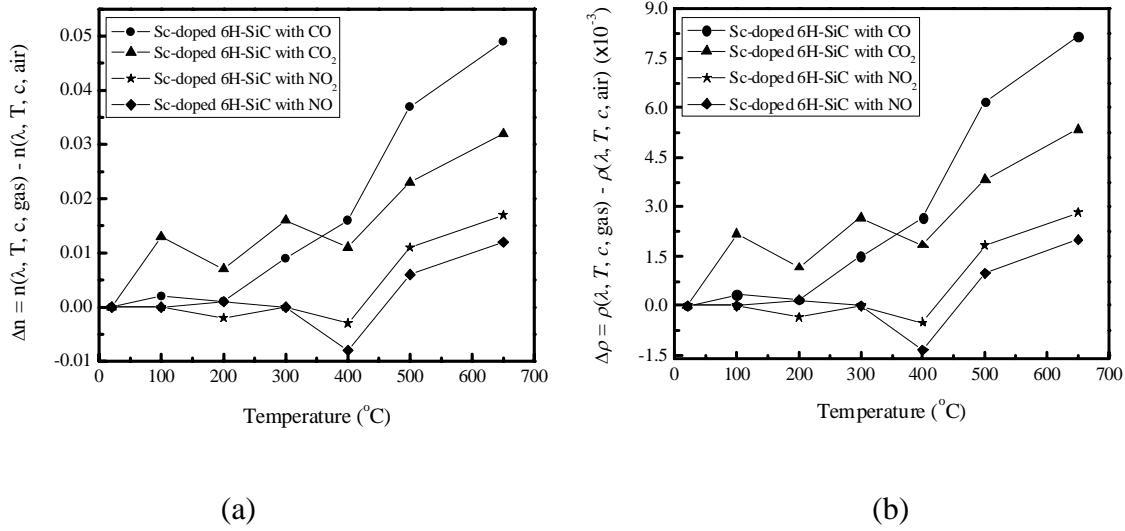 Δn = n(λ, T, c, gas) - n(λ, T, c, air)
0.05
0.04
0.03
0.02
0.01
0.00
-0.01
Sc-doped 6H-SiC with CO
Sc-doped 6H-SiC with CO2
Sc-doped 6H-SiC with NO2
Sc-doped 6H-SiC with NO
0 100 200 300 400 500 600 700
Temperature (°C)
(a)
Δρ = ρ(λ, T, c, gas) - ρ(λ, T, c, air) (x10⁻³)
9.0
7.5
6.0
4.5
3.0
1.5
0.0
-1.5
Sc-doped 6H-SiC with CO
Sc-doped 6H-SiC with CO2
Sc-doped 6H-SiC with NO2
Sc-doped 6H-SiC with NO
0 100 200 300 400 500 600 700
Temperature (°C)
(b)